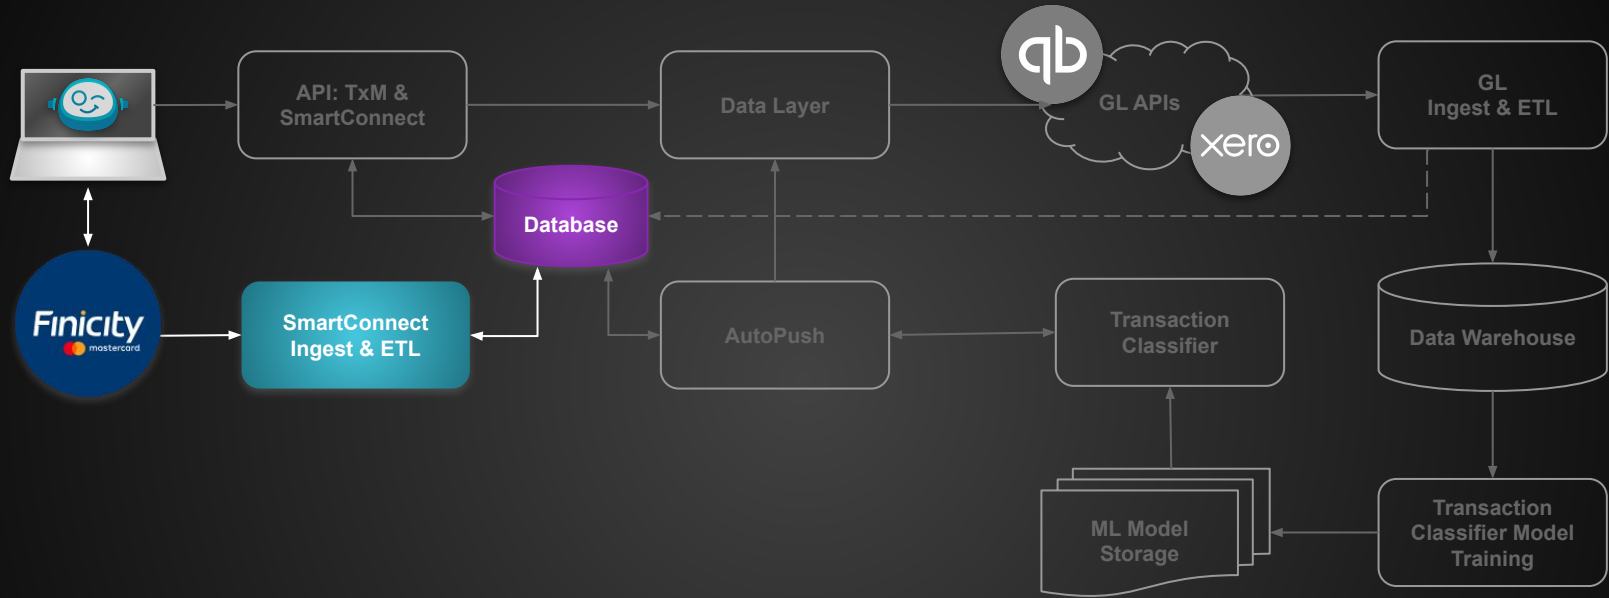 API: TxM &
SmartConnect
Data Layer
qb
GL APIs
xero
GL
Ingest & ETL
Database
Finicity
mastercard
SmartConnect
Ingest & ETL
AutoPush
Transaction
Classifier
Data Warehouse
ML Model
Storage
Transaction
Classifier Model
Training